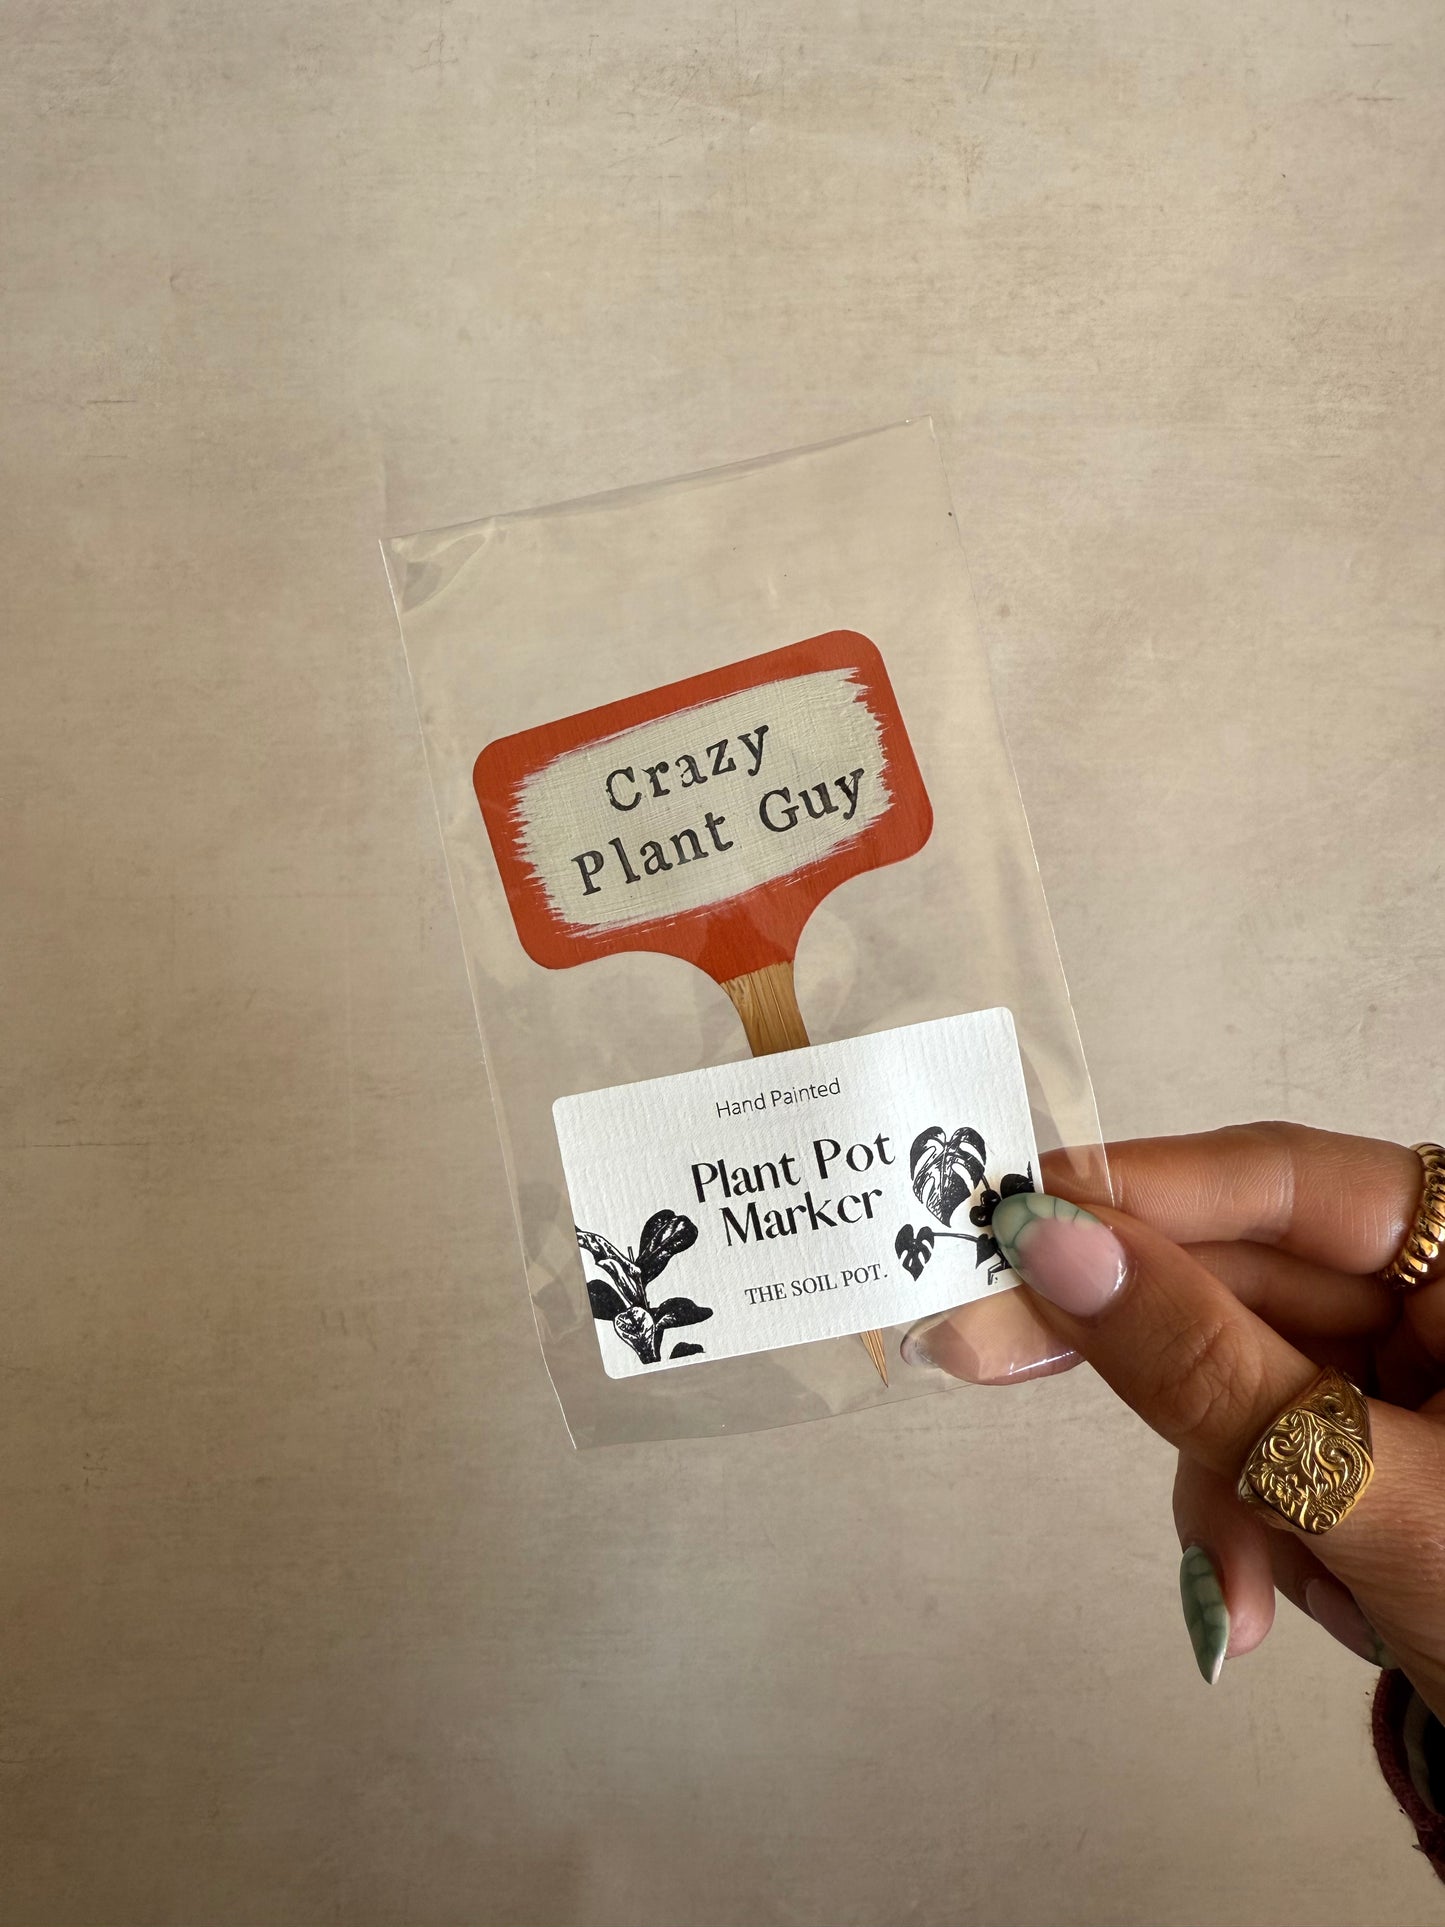 Crazy
Plant Guy
Hand Painted
Plant Pot
Marker
THE SOIL POT.